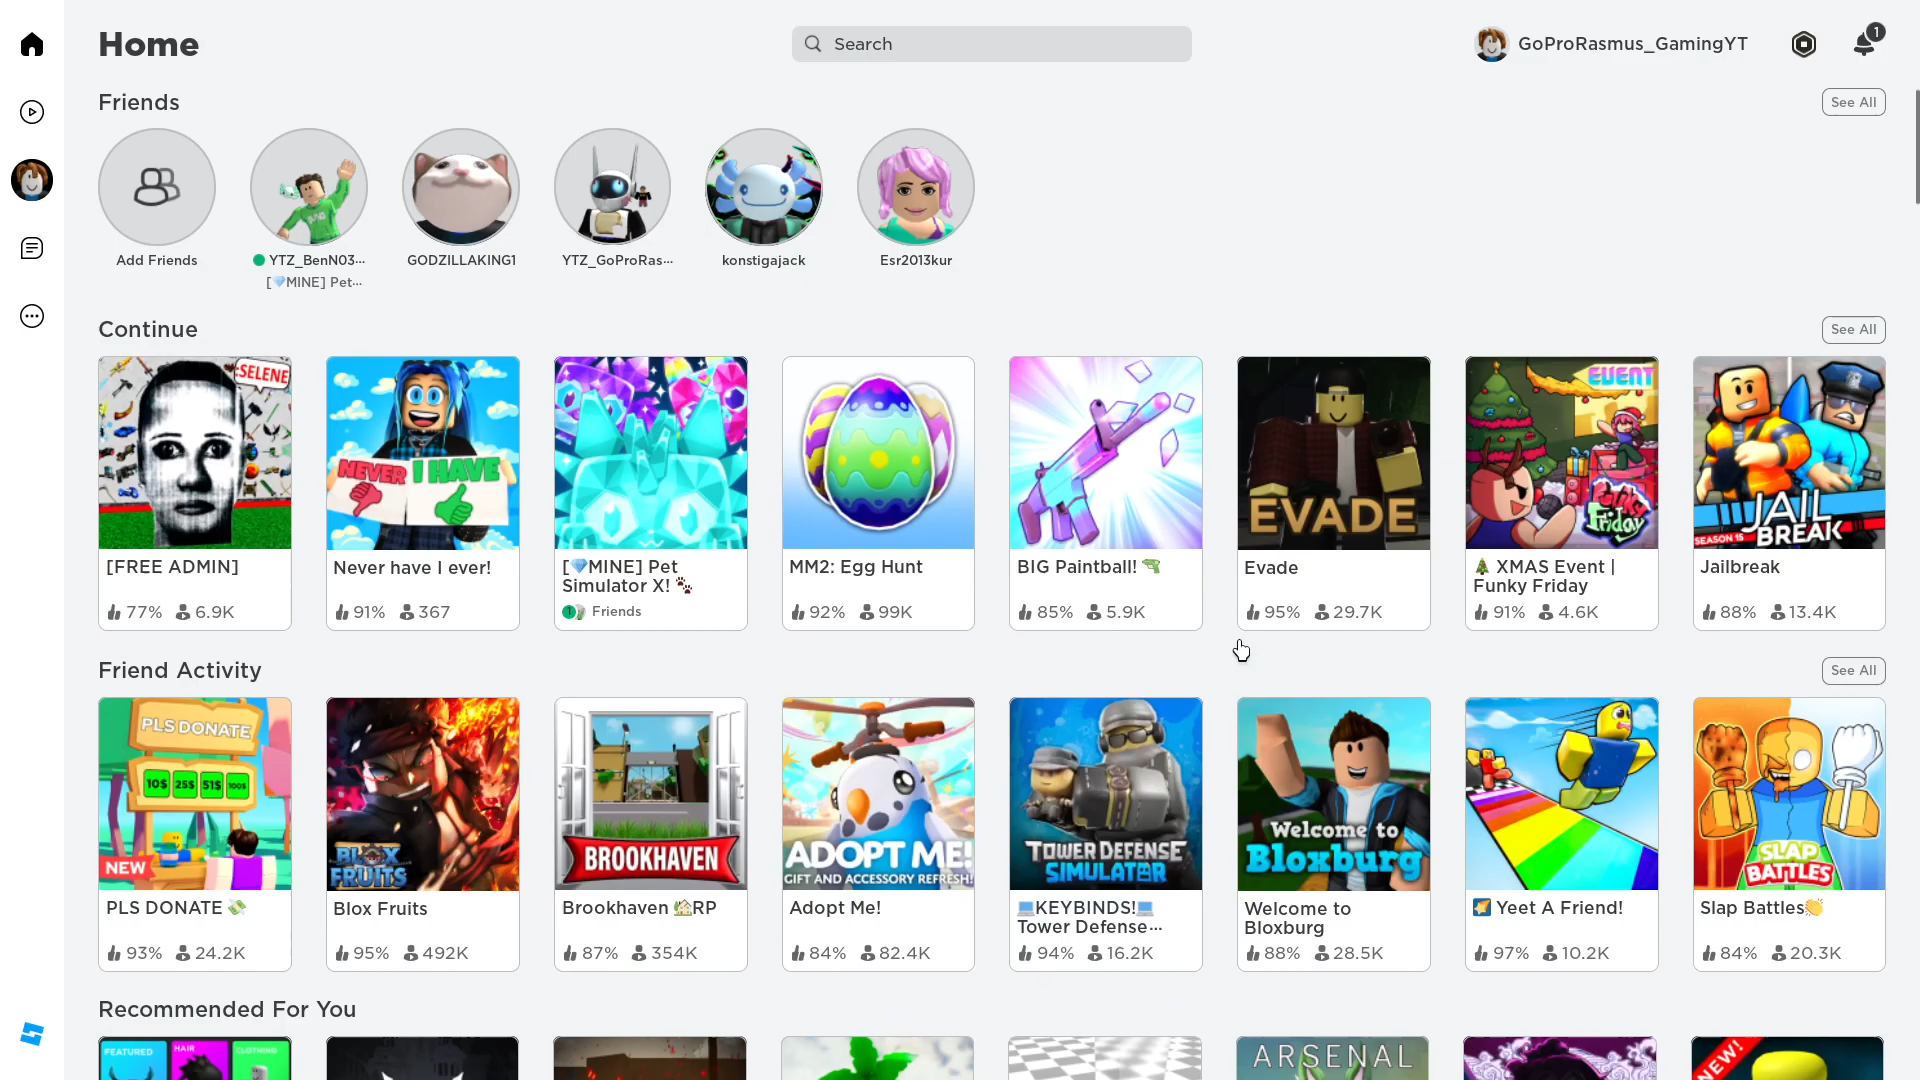 Home
Search
GoProRasmus_GamingYT
1
Friends
See All
Add Friends
YTZ_BenN03...
[💎MINE] Pet...
GODZILLAKING1
YTZ_GoProRas...
konstigajack
Esr2013kur
Continue
See All
:SELENE
[FREE ADMIN]
77% 6.9K
NEVER I HAVE
Never have I ever!
91% 367
[💎MINE] Pet
Simulator X! 🐾
1 Friends
MM2: Egg Hunt
92% 99K
BIG Paintball! 🔫
85% 5.9K
EVADE
Evade
95% 29.7K
EVENT
Funky
Friday
🎄 XMAS Event |
Funky Friday
91% 4.6K
JAIL
BREAK
SEASON 15
Jailbreak
88% 13.4K
Friend Activity
See All
PLS DONATE
10$ 25$ 51$ 100$
NEW
PLS DONATE 💸
93% 24.2K
BLOX
FRUITS
Blox Fruits
95% 492K
BROOKHAVEN
Brookhaven 🏡RP
87% 354K
ADOPT ME!
GIFT AND ACCESSORY REFRESH!
Adopt Me!
84% 82.4K
TOWER DEFENSE
SIMULATOR
💻KEYBINDS!💻
Tower Defense...
94% 16.2K
Welcome to
Bloxburg
Welcome to
Bloxburg
88% 28.5K
🌠 Yeet A Friend!
97% 10.2K
SLAP
BATTLES
Slap Battles👏
84% 20.3K
Recommended For You
FEATURED
HAIR
CLOTHING
ARSENAL
NEW!